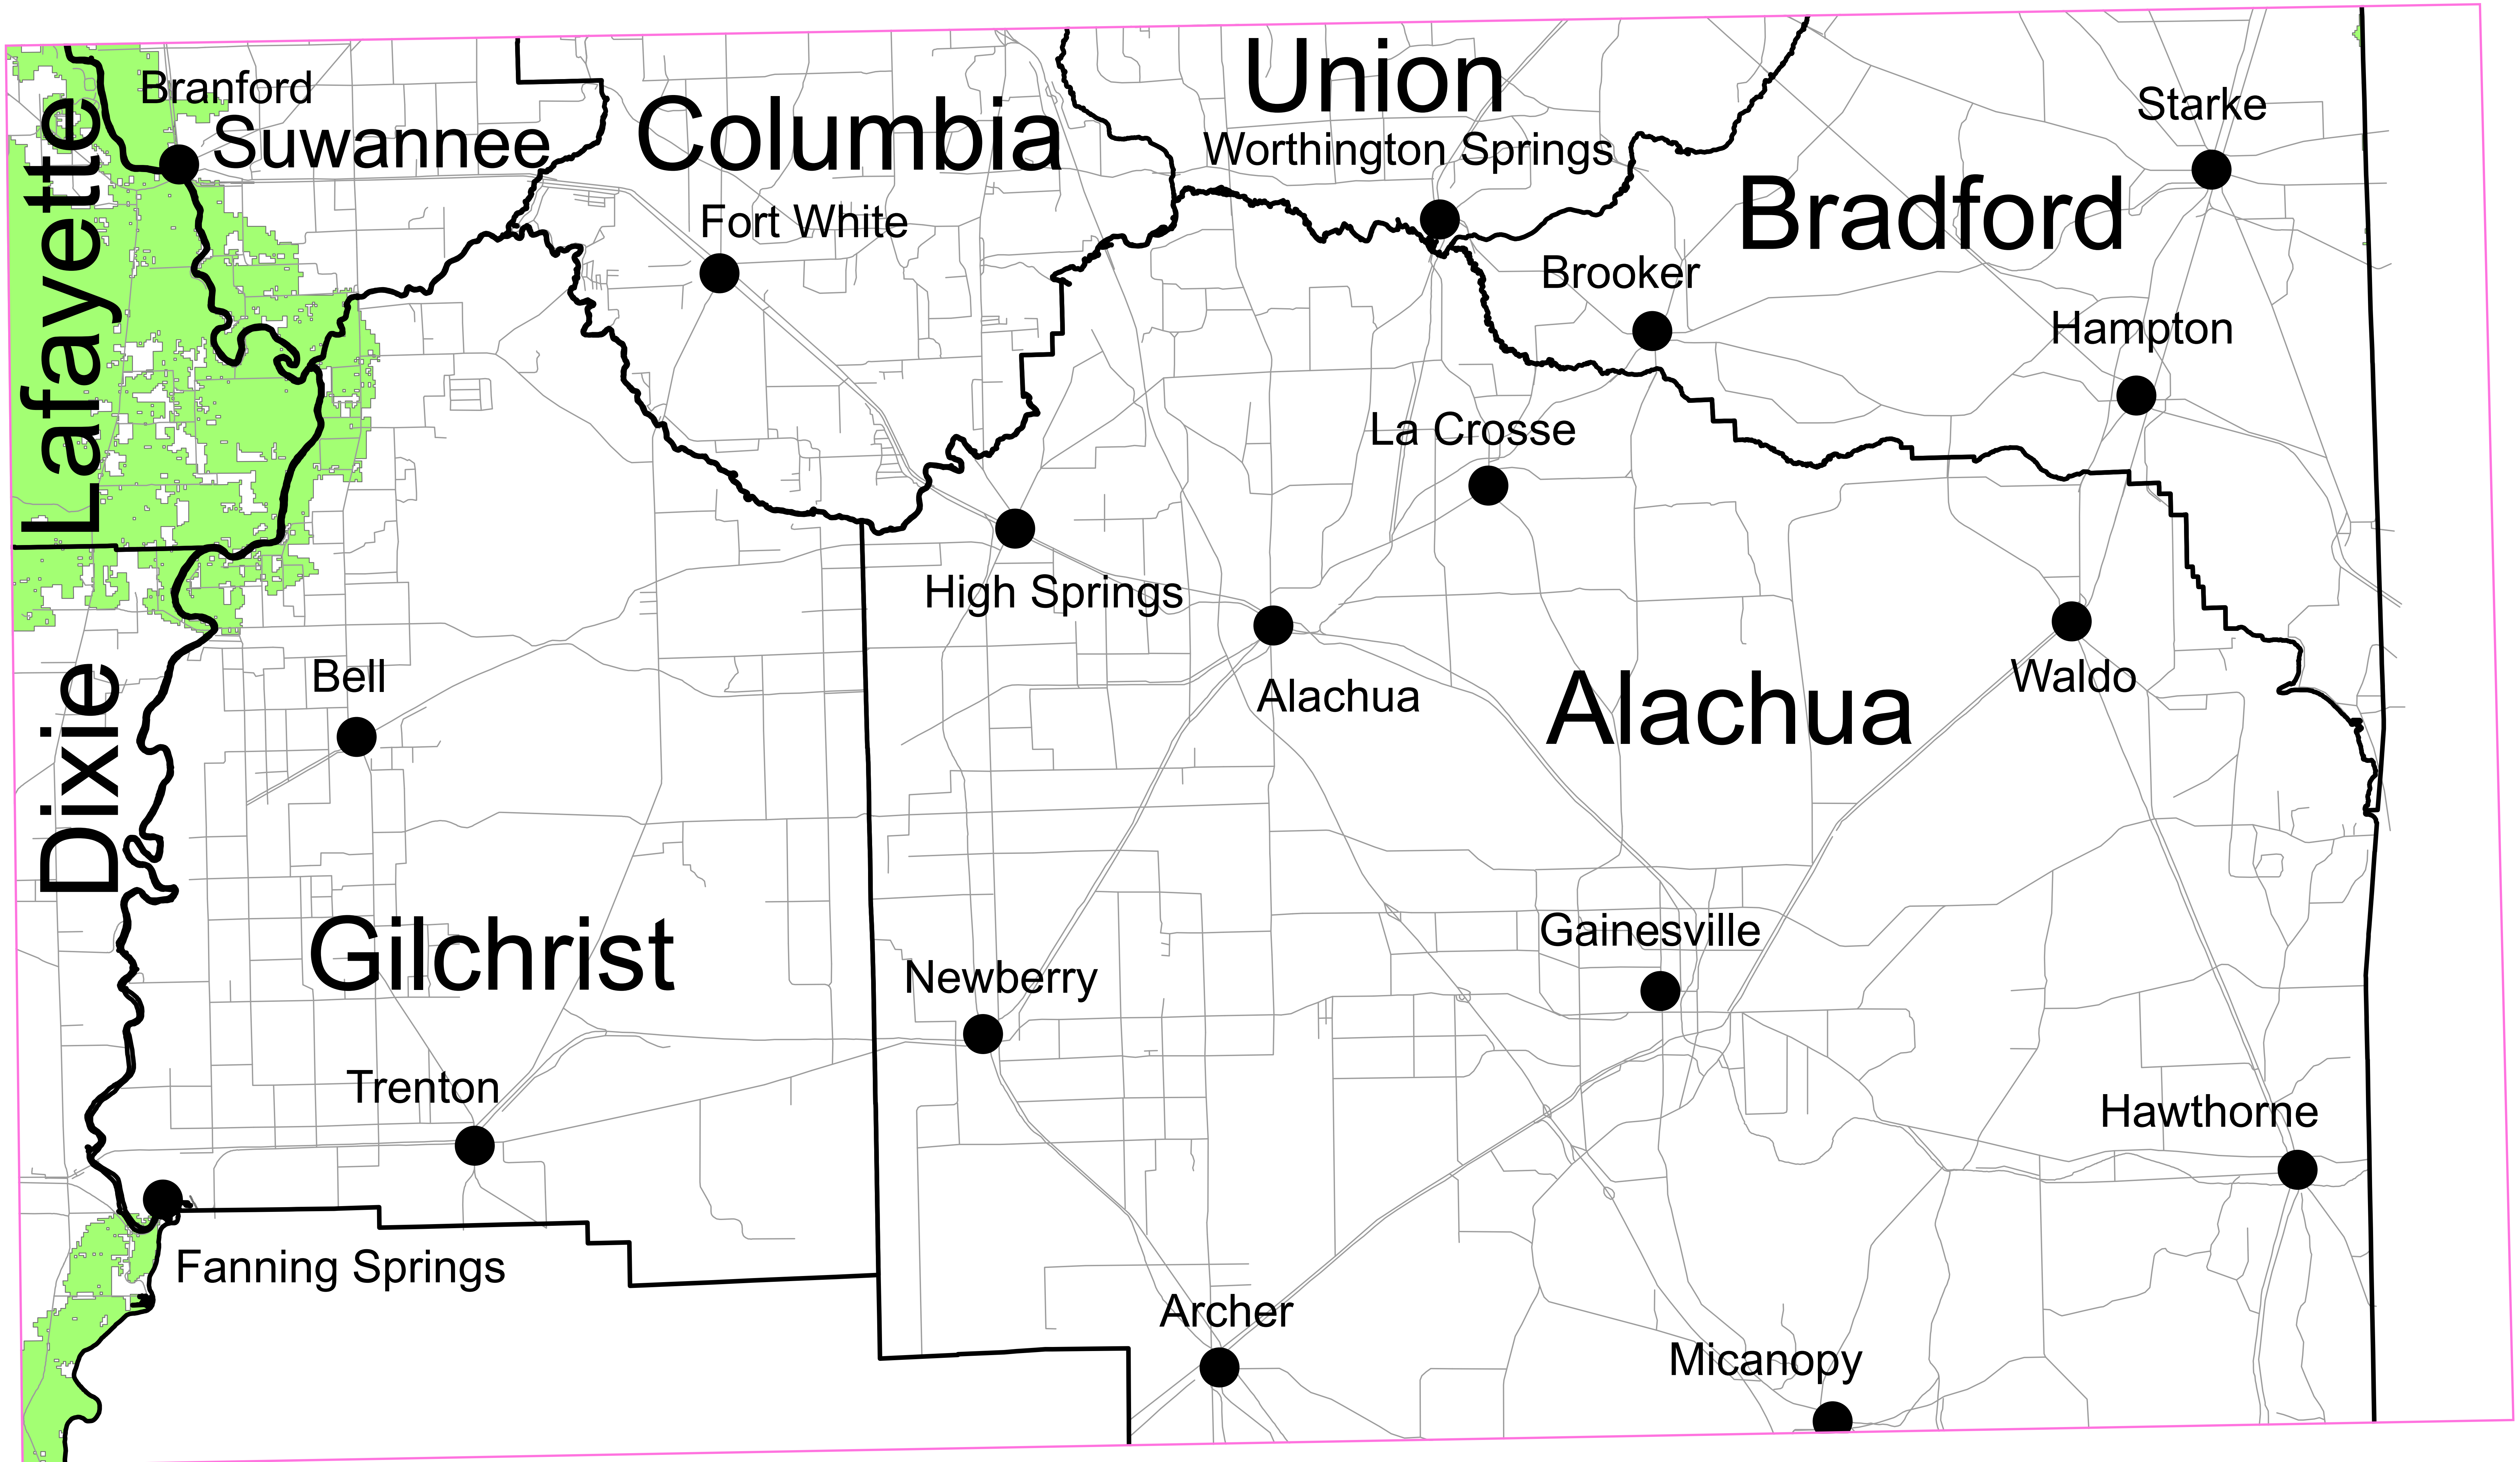 Union
Branford
Starke
Columbia
Suwannee
Worthington Springs
Lafayette
Bradford
Fort White
Brooker
Hampton
La Crosse
High Springs
Bell
Alachua
Alachua
Waldo
Dixie
Gilchrist
Gainesville
Newberry
Trenton
Hawthorne
Fanning Springs
Archer
Micanopy